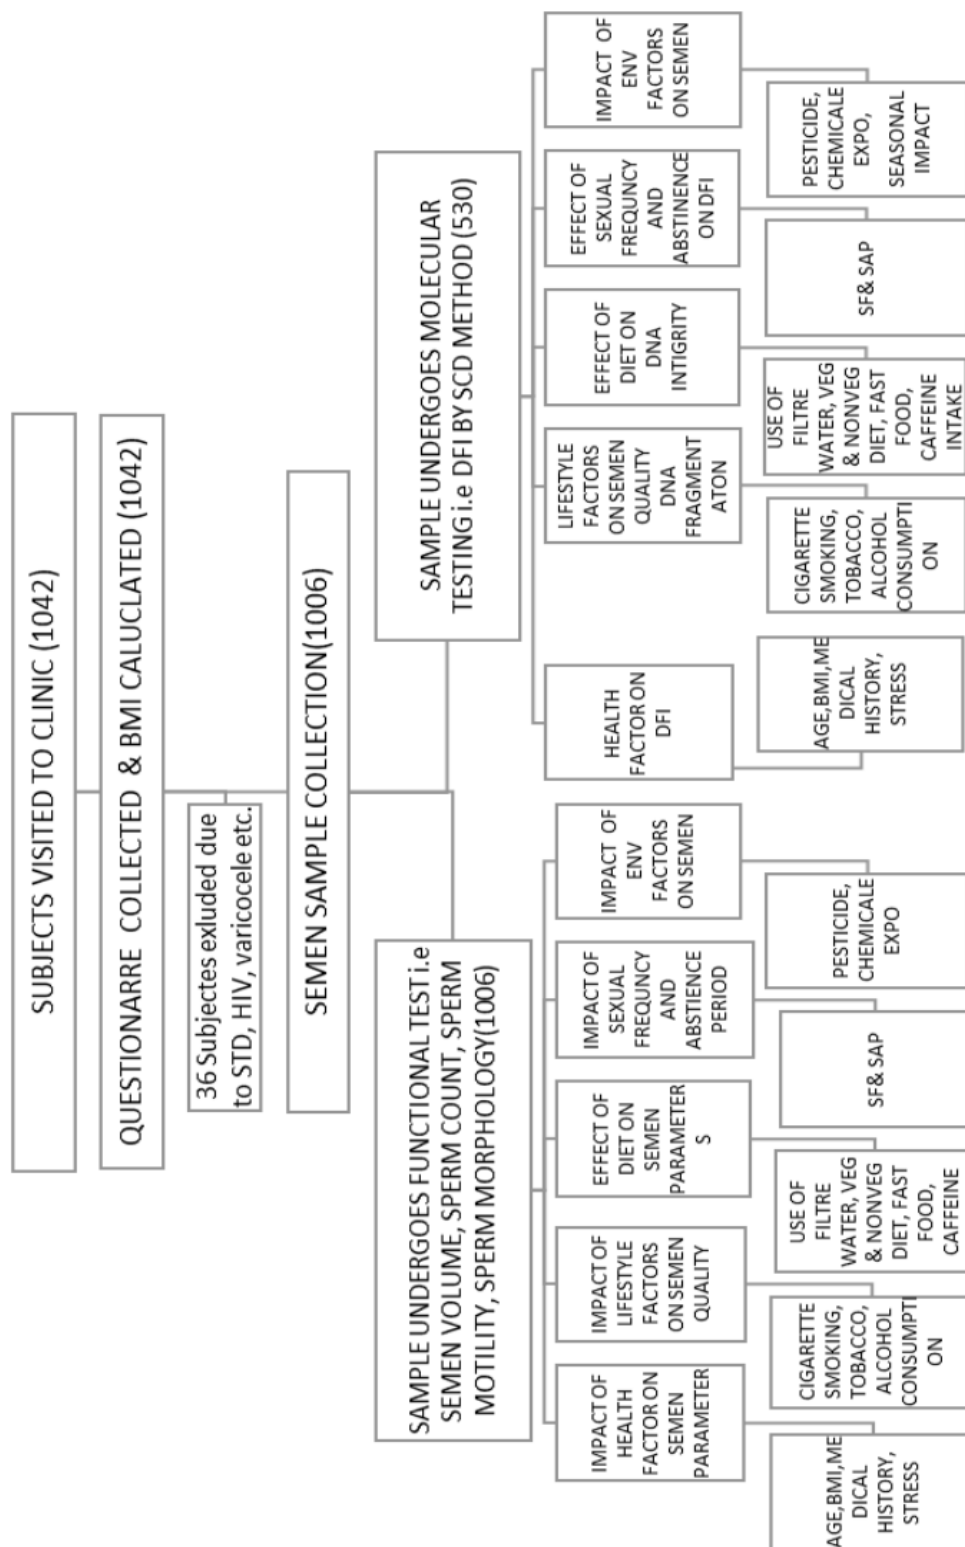 SUBJECTS VISITED TO CLINIC (1042)
QUESTIONARRE COLLECTED & BMI CALUCLATED (1042)
36 Subjectes exluded due
to STD, HIV, varicocele etc.
SEMEN SAMPLE COLLECTION(1006)
SAMPLE UNDERGOES FUNCTIONAL TEST i.e
SEMEN VOLUME, SPERM COUNT, SPERM
MOTILITY, SPERM MORPHOLOGY(1006)
SAMPLE UNDERGOES MOLECULAR
TESTING i.e DFI BY SCD METHOD (530)
IMPACT OF
HEALTH
FACTOR ON
SEMEN
PARAMETER
IMPACT OF
LIFESTYLE
FACTORS
ON SEMEN
QUALITY
EFFECT OF
DIET ON
SEMEN
PARAMETER
S
IMPACT OF
SEXUAL
FREQUNCY
AND
ABSTIENCE
PERIOD
IMPACT OF
ENV
FACTORS
ON SEMEN
HEALTH
FACTOR ON
DFI
LIFESTYLE
FACTORS
ON SEMEN
QUALITY
DNA
FRAGMENT
ATON
EFFECT OF
DIET ON
DNA
INTIGRITY
EFFECT OF
SEXUAL
FREQUNCY
AND
ABSTINENCE
ON DFI
IMPACT OF
ENV
FACTORS
ON SEMEN
AGE,BMI,ME
DICAL
HISTORY,
STRESS
CIGARETTE
SMOKING,
TOBACCO,
ALCOHOL
CONSUMPTI
ON
USE OF
FILTRE
WATER, VEG
& NONVEG
DIET, FAST
FOOD,
CAFFEINE
SF& SAP
PESTICIDE,
CHEMICALE
EXPO
AGE,BMI,ME
DICAL
HISTORY,
STRESS
CIGARETTE
SMOKING,
TOBACCO,
ALCOHOL
CONSUMPTI
ON
USE OF
FILTRE
WATER, VEG
& NONVEG
DIET, FAST
FOOD,
CAFFEINE
INTAKE
SF& SAP
PESTICIDE,
CHEMICALE
EXPO,
SEASONAL
IMPACT